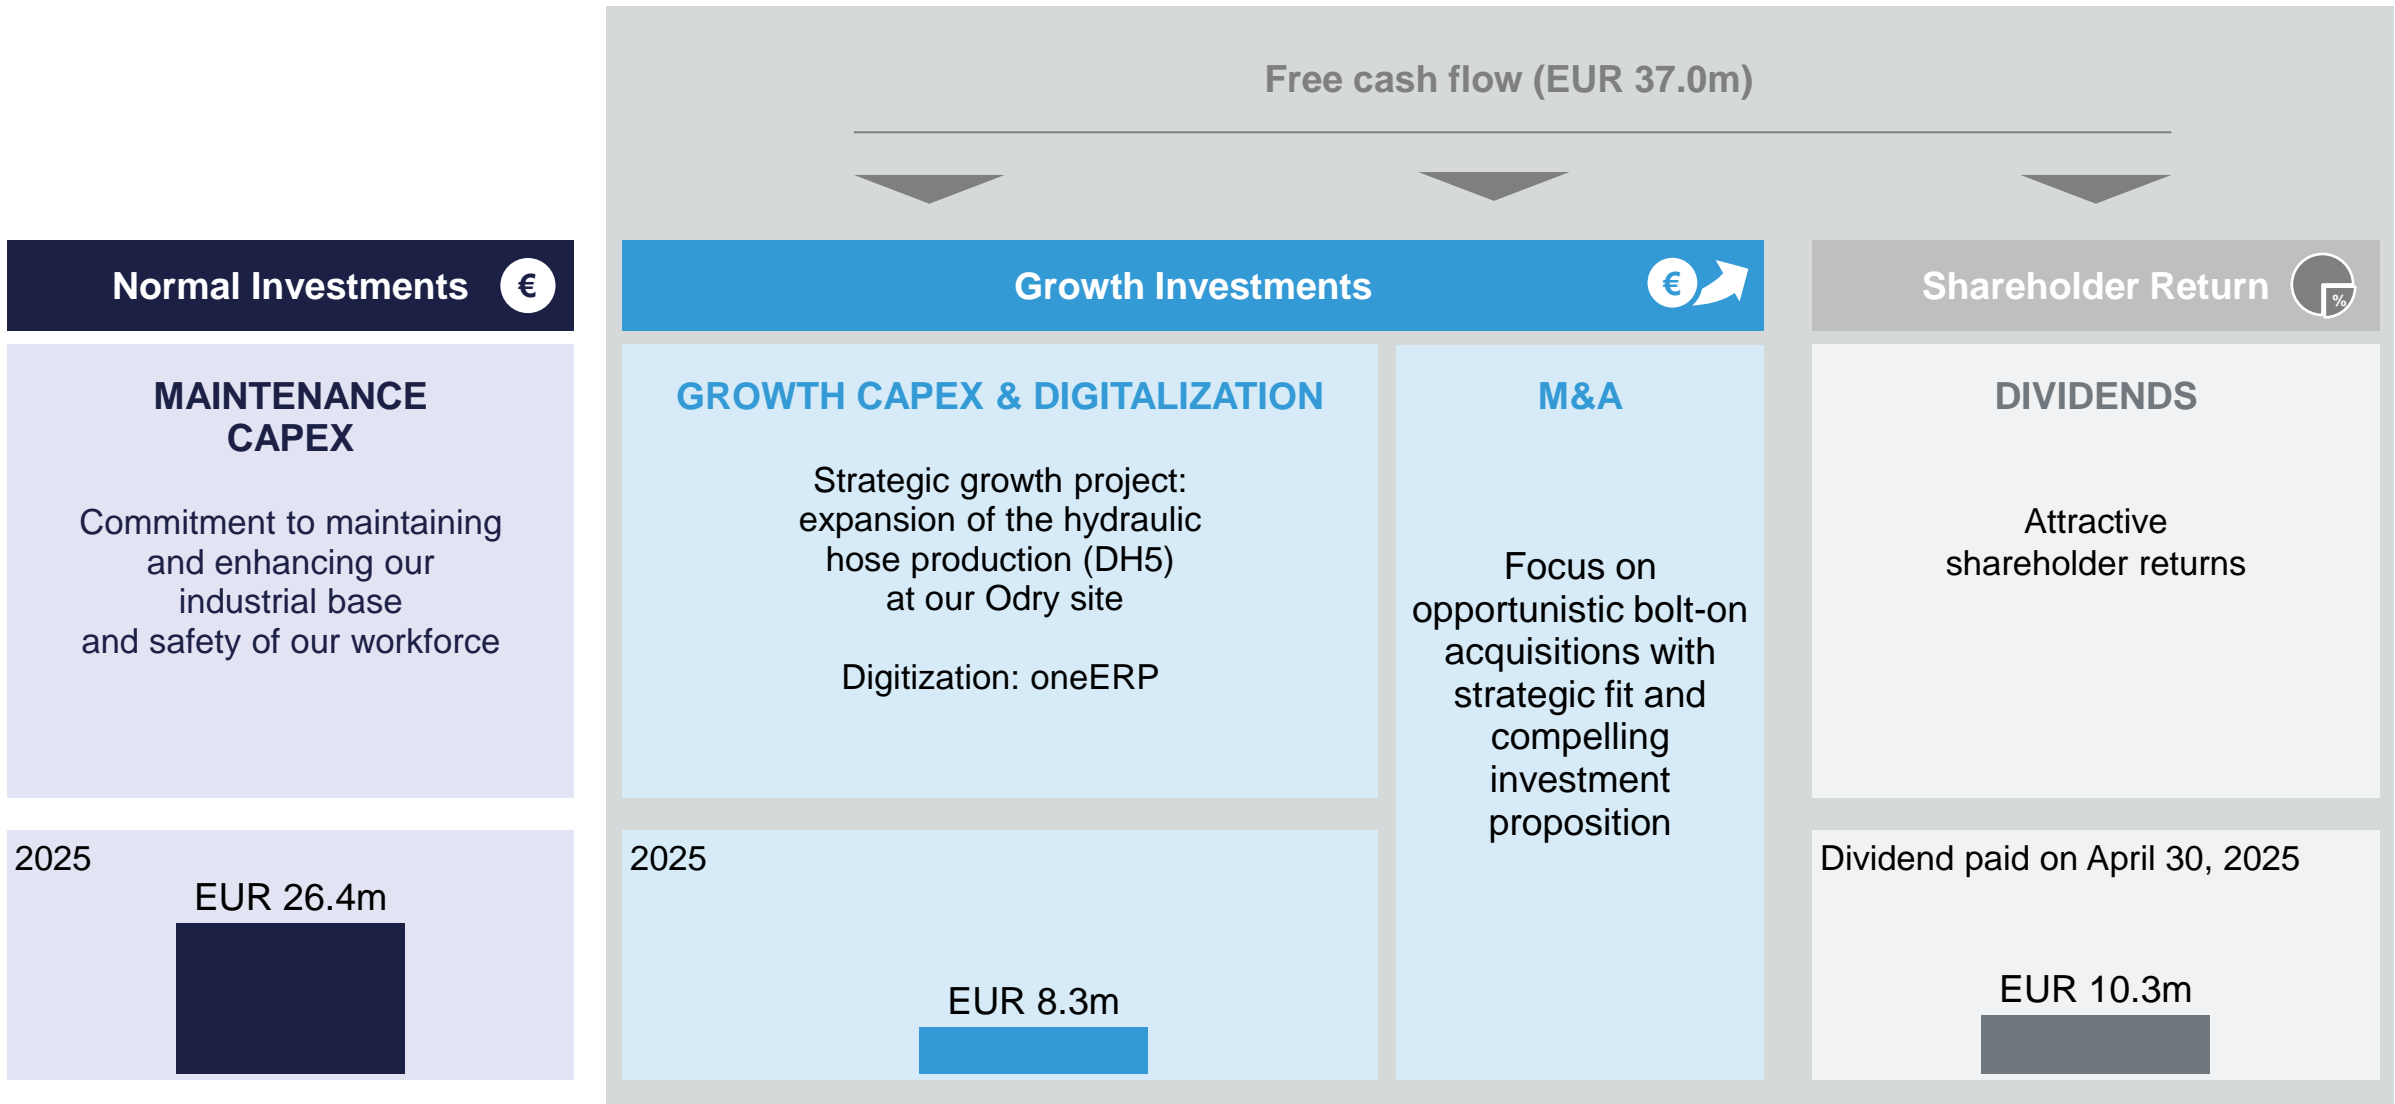 Free cash flow (EUR 37.0m)
Normal Investments €
Growth Investments €
Shareholder Return %
MAINTENANCE
CAPEX
Commitment to maintaining
and enhancing our
industrial base
and safety of our workforce
GROWTH CAPEX & DIGITALIZATION
Strategic growth project:
expansion of the hydraulic
hose production (DH5)
at our Odry site
Digitization: oneERP
M&A
Focus on
opportunistic bolt-on
acquisitions with
strategic fit and
compelling
investment
proposition
DIVIDENDS
Attractive
shareholder returns
2025
EUR 26.4m
2025
EUR 8.3m
Dividend paid on April 30, 2025
EUR 10.3m